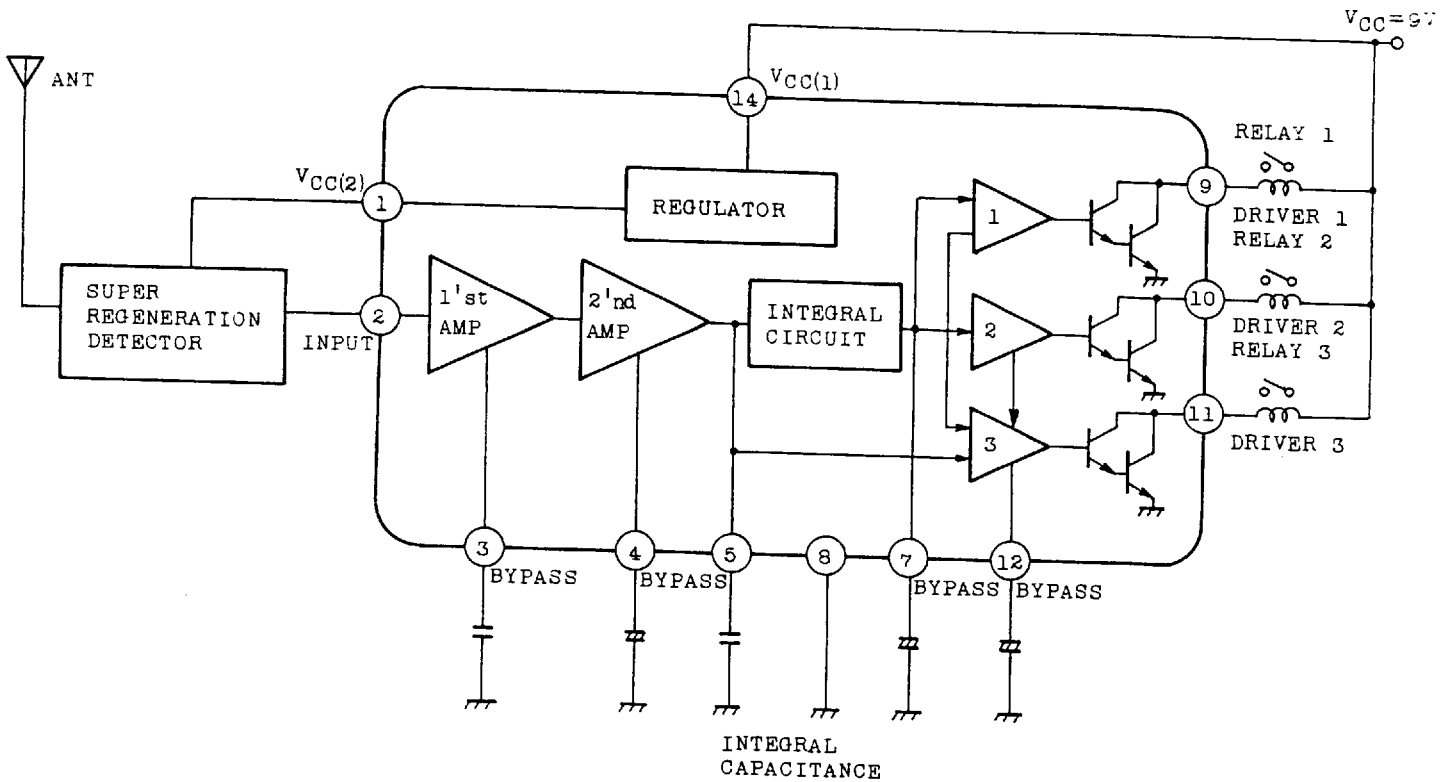 VCC=9V
ANT
VCC(1)
14
RELAY 1
VCC(2)
1
REGULATOR
9
1
DRIVER 1
RELAY 2
SUPER
REGENERATION
DETECTOR
INPUT
2
1'st
AMP
2'nd
AMP
INTEGRAL
CIRCUIT
2
10
DRIVER 2
RELAY 3
3
11
DRIVER 3
3
BYPASS
4
BYPASS
5
8
7
BYPASS
12
BYPASS
INTEGRAL
CAPACITANCE